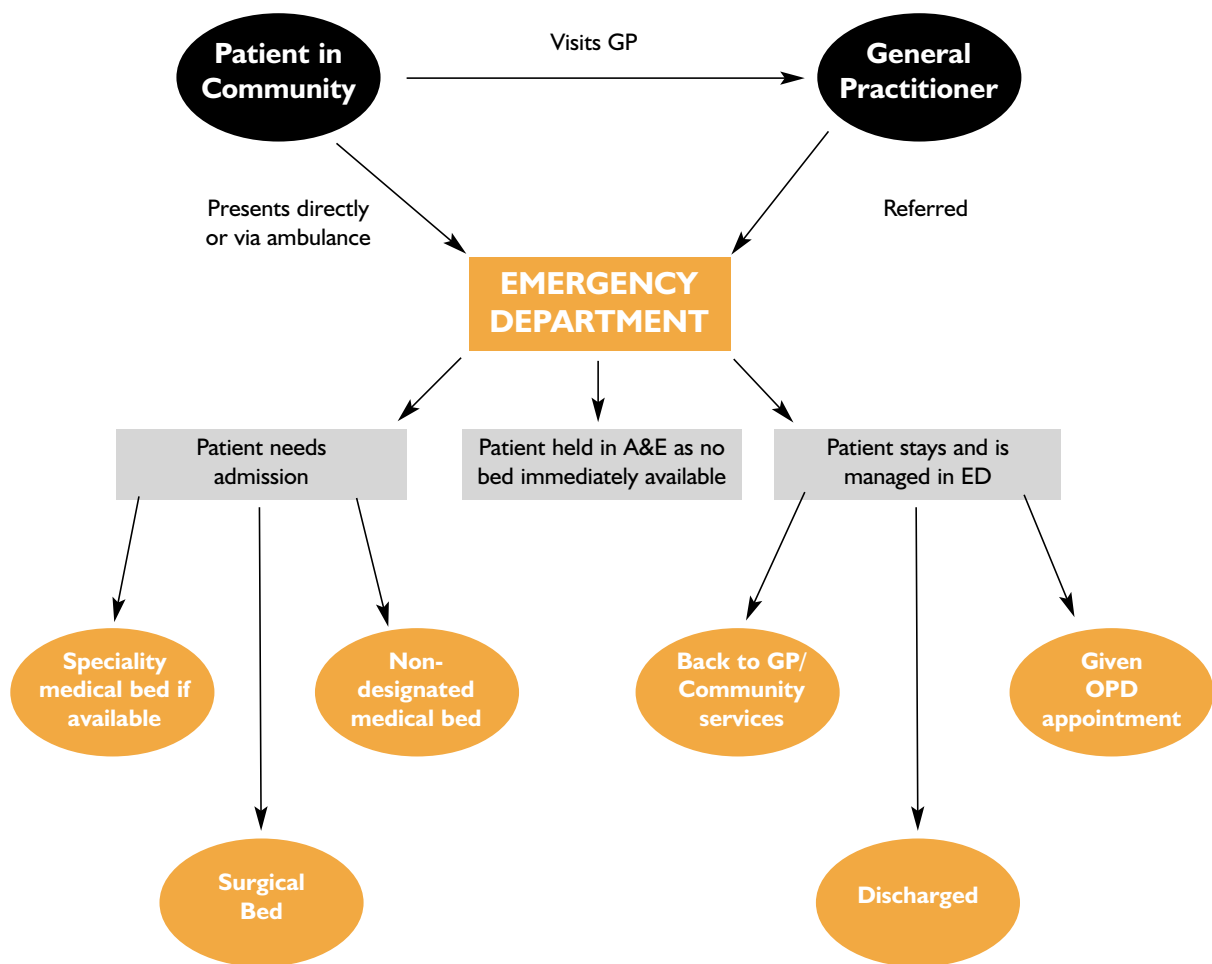 Patient in
Community
Visits GP
General
Practitioner
Presents directly
or via ambulance
Referred
EMERGENCY
DEPARTMENT
Patient needs
admission
Patient held in A&E as no
bed immediately available
Patient stays and is
managed in ED
Speciality
medical bed if
available
Non-
designated
medical bed
Back to GP/
Community
services
Given
OPD
appointment
Surgical
Bed
Discharged